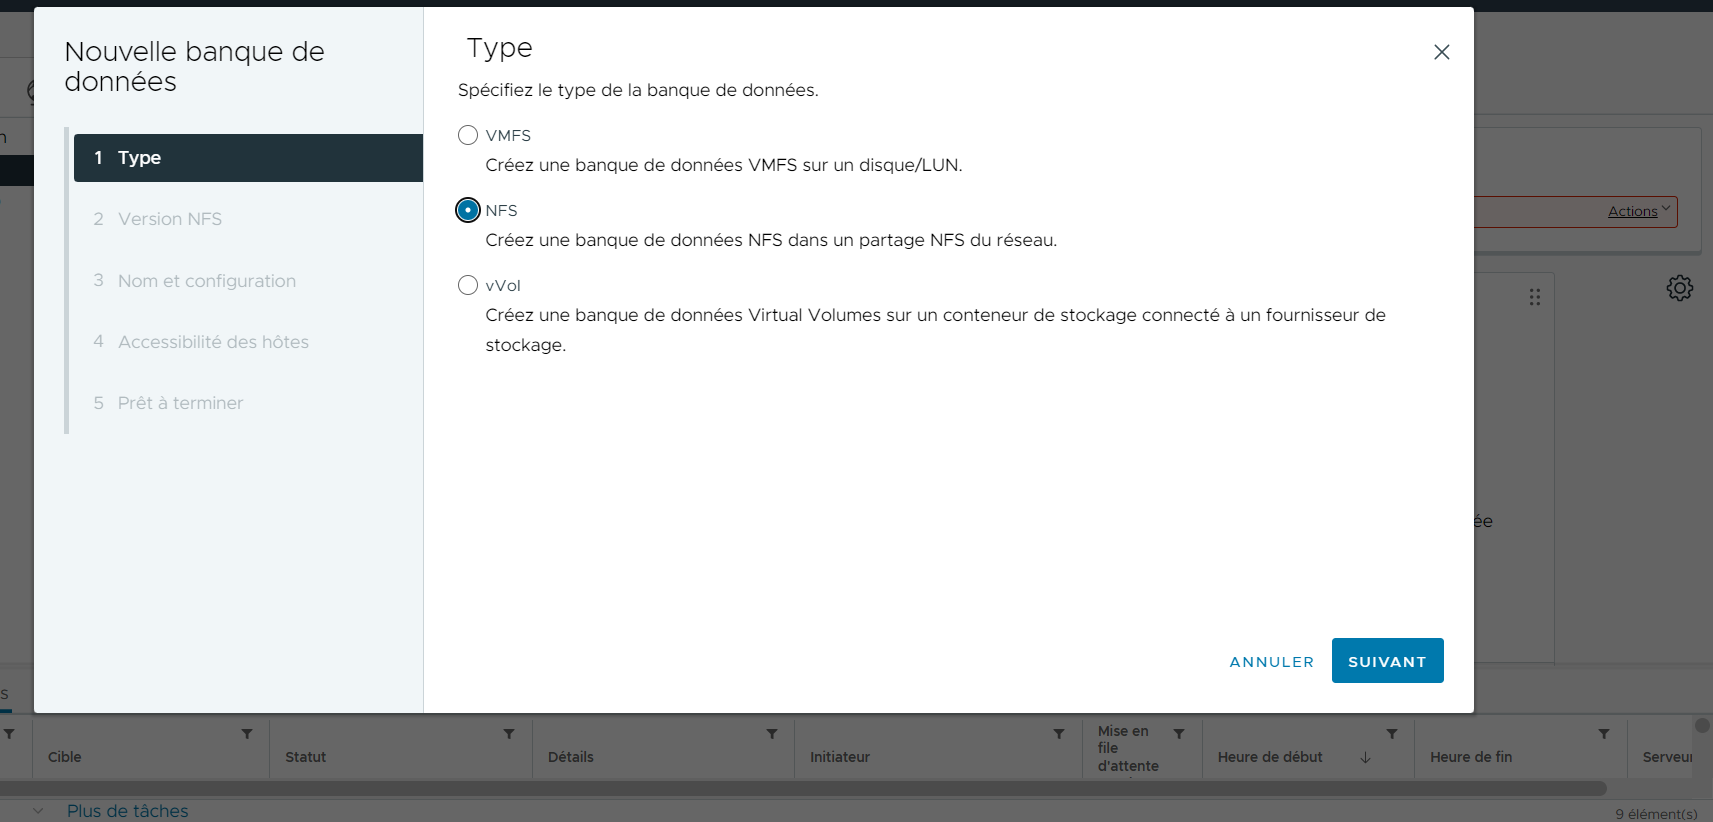 Nouvelle banque de
données
1 Type
2 Version NFS
3 Nom et configuration
4 Accessibilité des hôtes
5 Prêt à terminer
Type
Spécifiez le type de la banque de données.
VMFS
Créez une banque de données VMFS sur un disque/LUN.
NFS
Créez une banque de données NFS dans un partage NFS du réseau.
vVol
Créez une banque de données Virtual Volumes sur un conteneur de stockage connecté à un fournisseur de
stockage.
ANNULER
SUIVANT
Actions
Cible
Statut
Détails
Initiateur
Mise en
file
d'attente
Heure de début
Heure de fin
Plus de tâches
9 élément(s)